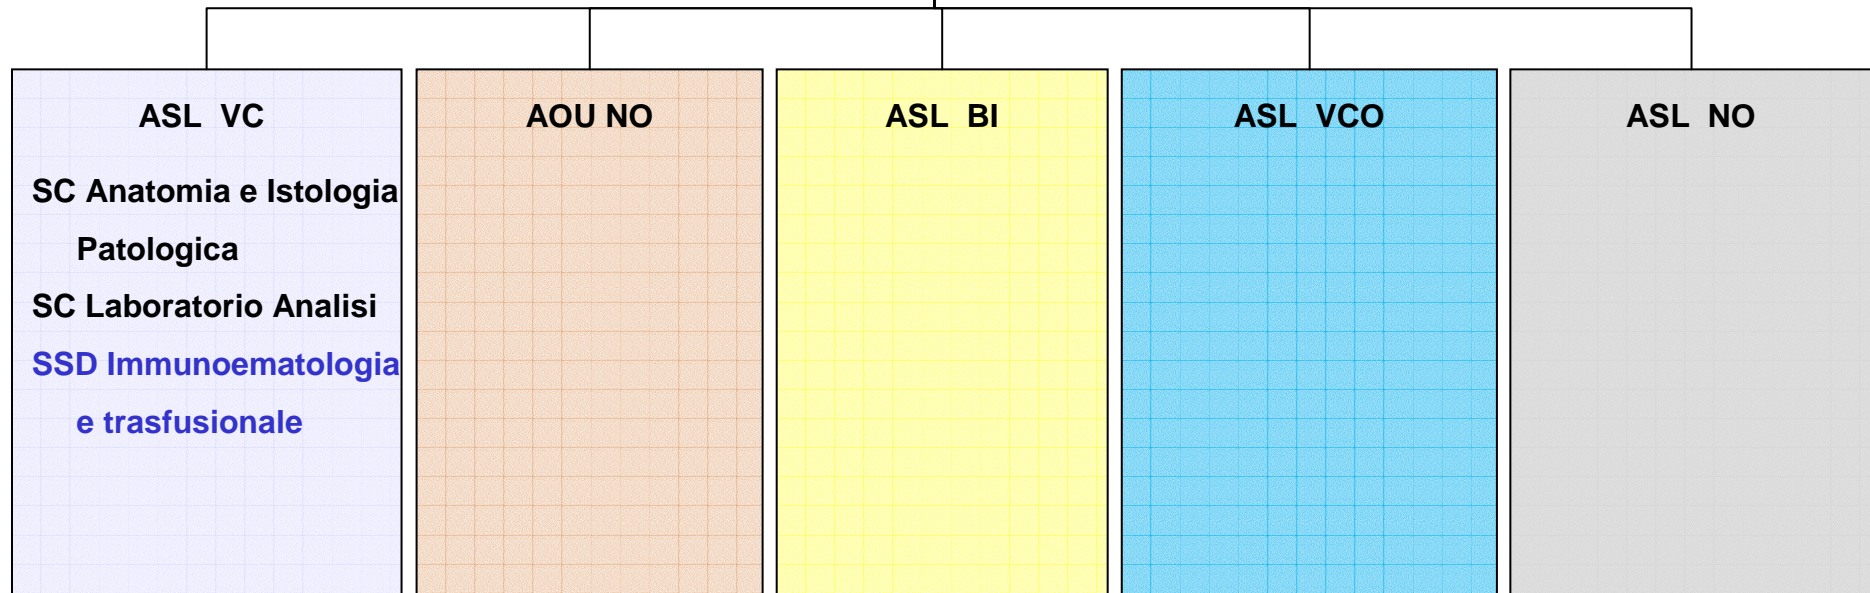 ASL VC
SC Anatomia e Istologia
Patologica
SC Laboratorio Analisi
SSD Immunoematologia
e trasfusionale
AOU NO
ASL BI
ASL VCO
ASL NO